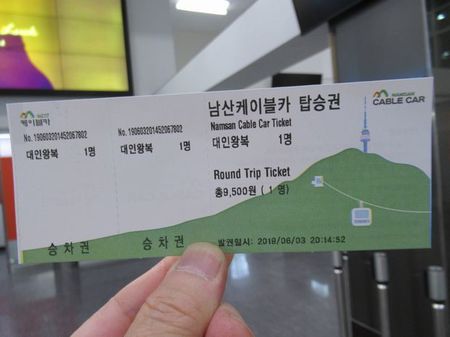 케이블카
No. 190603201452067802
대인왕복 1명
승 차 권
No. 190603201452067802
대인왕복 1명
승 차 권
남산케이블카 탑승권
Namsan Cable Car Ticket
대인왕복 1명
Round Trip Ticket
총9,500원 ( 1 명)
발권일시: 2019/06/03 20:14:52
NAMSAN
CABLE CAR